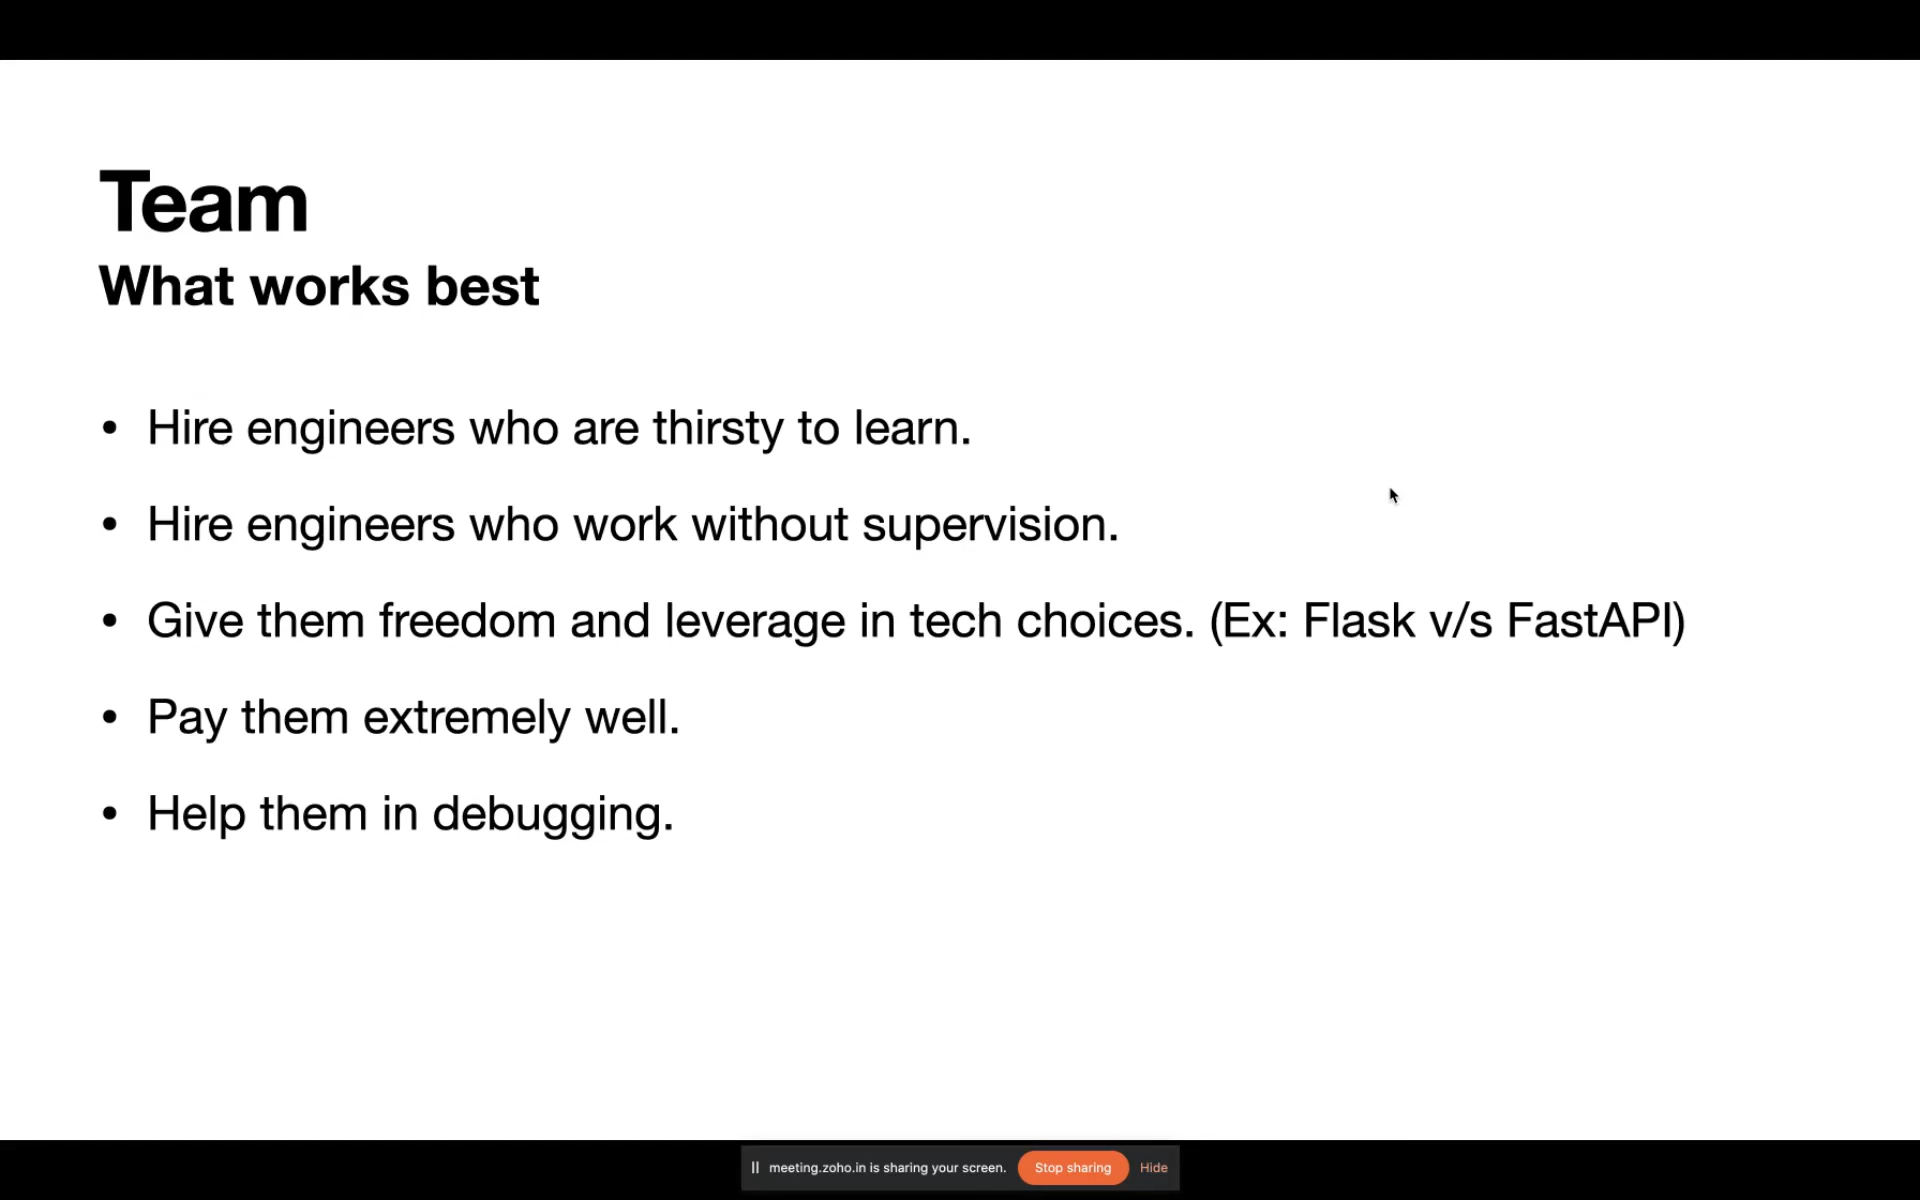 Team
What works best
• Hire engineers who are thirsty to learn.
• Hire engineers who work without supervision.
• Give them freedom and leverage in tech choices. (Ex: Flask v/s FastAPI)
• Pay them extremely well.
• Help them in debugging.
meeting.zoho.in is sharing your screen. Stop sharing Hide